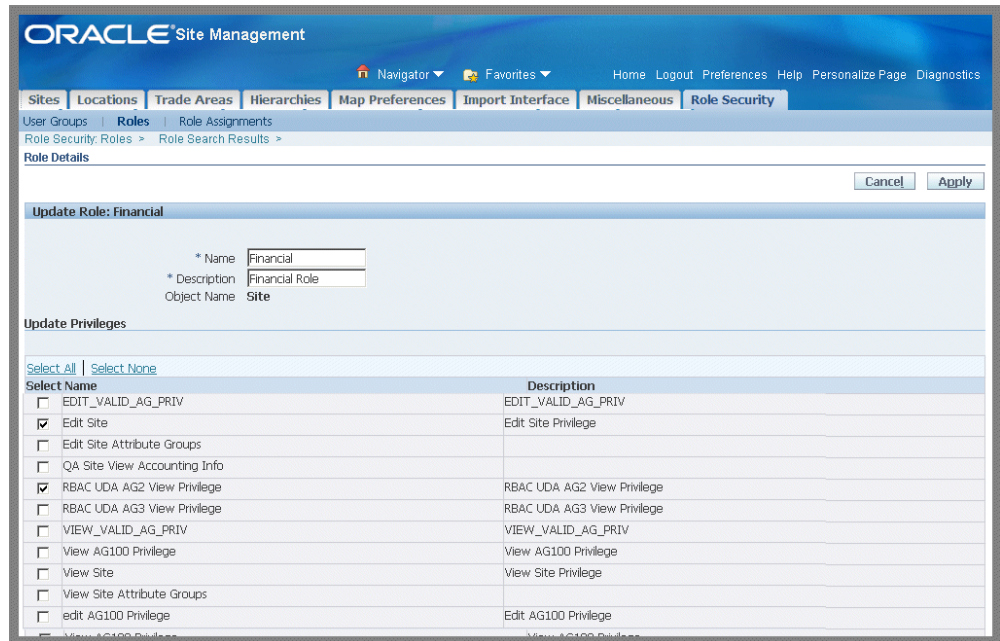 ORACLE® Site Management
Navigator Favorites Home Logout Preferences Help Personalize Page Diagnostics
Sites Locations Trade Areas Hierarchies Map Preferences Import Interface Miscellaneous Role Security
User Groups | Roles | Role Assignments
Role Security: Roles > Role Search Results >
Role Details
Cancel Apply
Update Role: Financial
* Name Financial
* Description Financial Role
Object Name Site
Update Privileges
Select All | Select None
Select Name Description
EDIT_VALID_AG_PRIV EDIT_VALID_AG_PRIV
Edit Site Edit Site Privilege
Edit Site Attribute Groups
QA Site View Accounting Info
RBAC UDA AG2 View Privilege RBAC UDA AG2 View Privilege
RBAC UDA AG3 View Privilege RBAC UDA AG3 View Privilege
VIEW_VALID_AG_PRIV VIEW_VALID_AG_PRIV
View AG100 Privilege View AG100 Privilege
View Site View Site Privilege
View Site Attribute Groups
edit AG100 Privilege Edit AG100 Privilege
View AG100 Privilege View AG100 Privilege